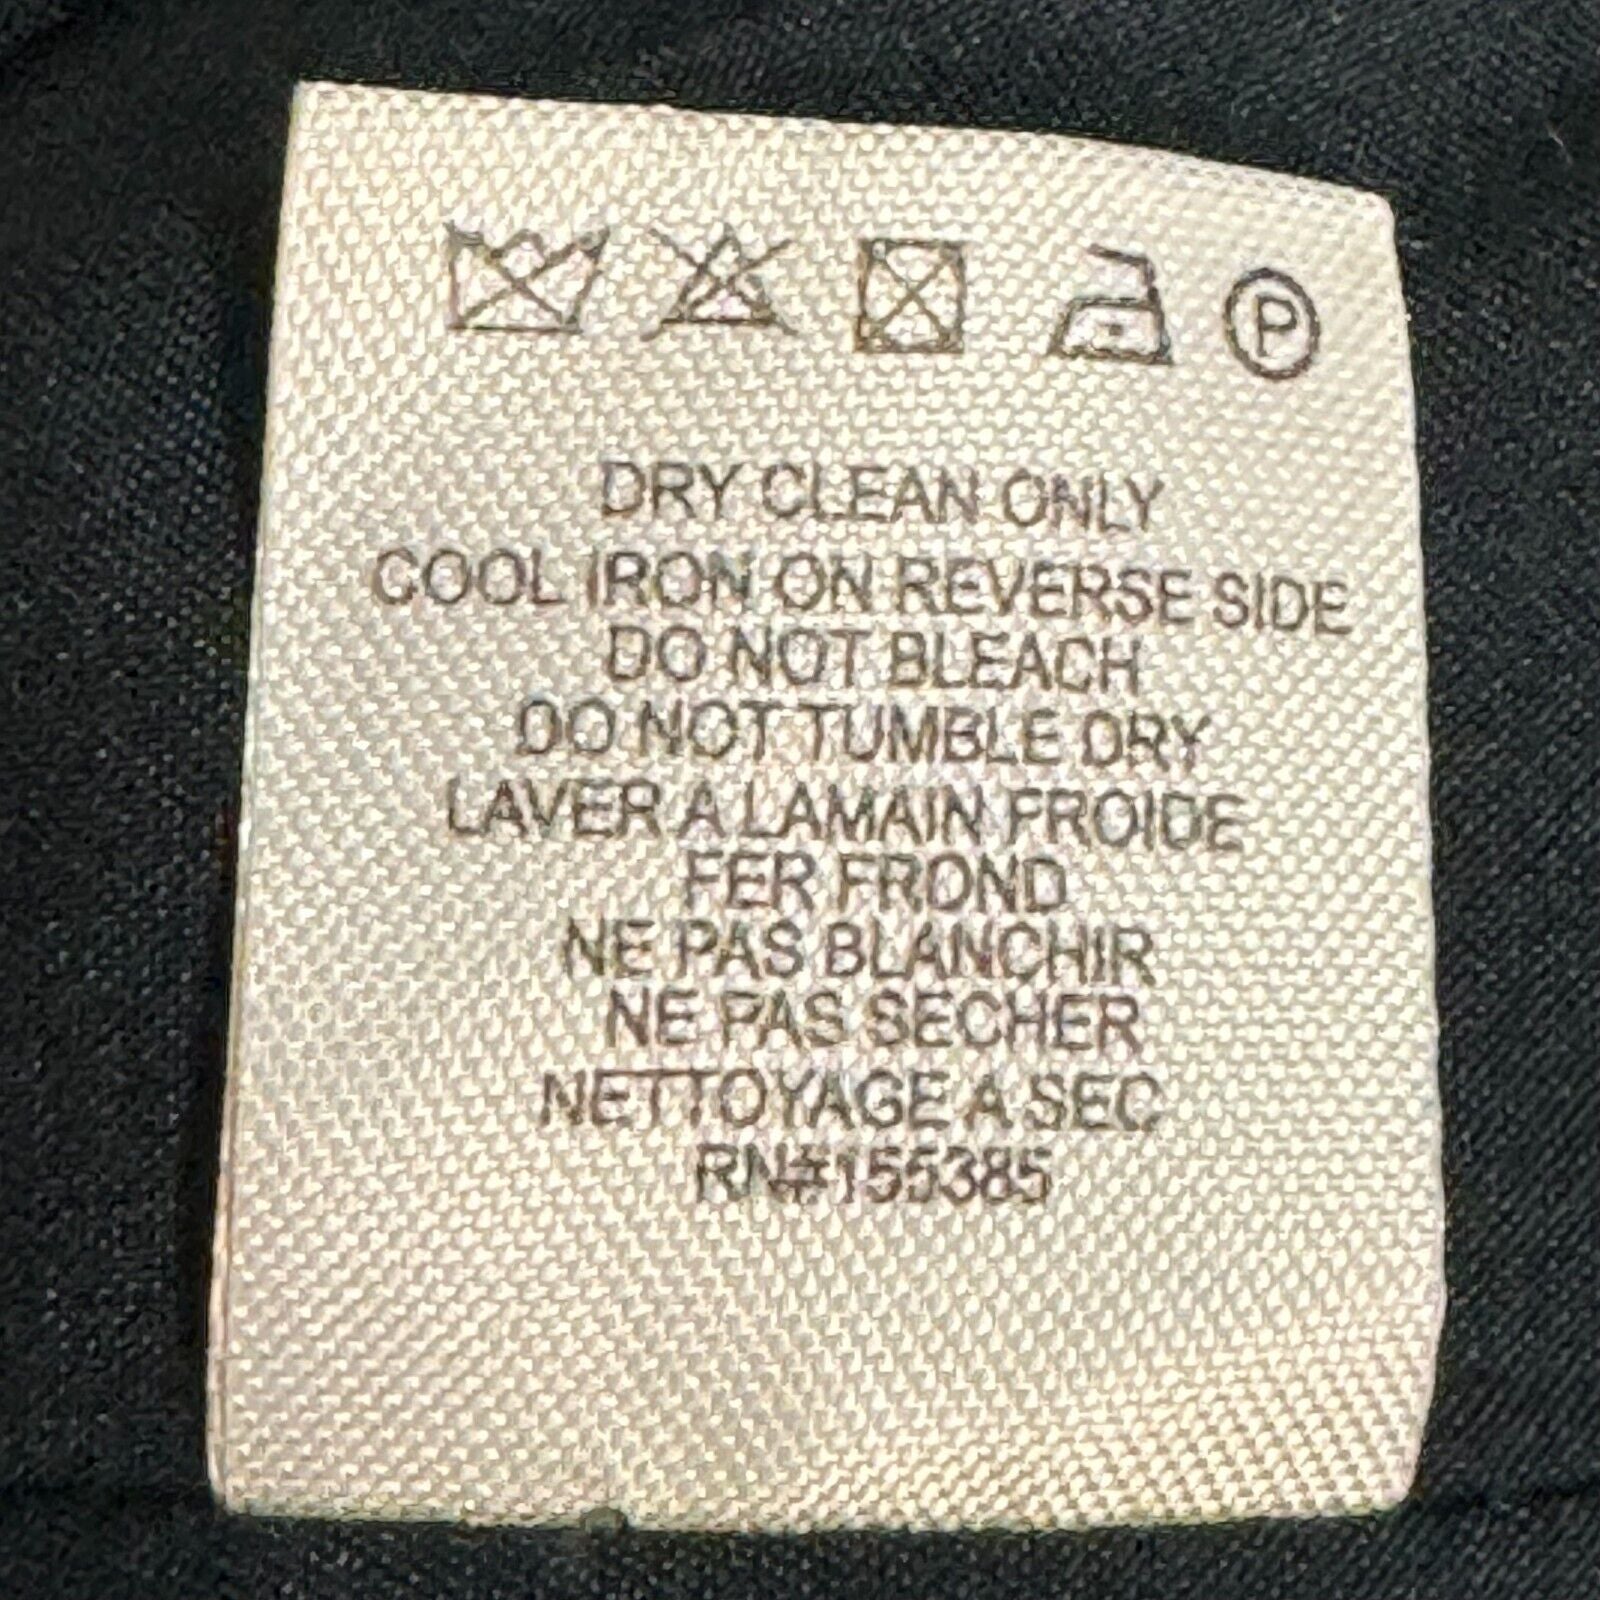 P
DRY CLEAN ONLY
COOL IRON ON REVERSE SIDE
DO NOT BLEACH
DO NOT TUMBLE DRY
LAVER A LAMAIN FROIDE
FER FROND
NE PAS BLANCHIR
NE PAS SECHER
NETTOYAGE A SEC
RN#155385